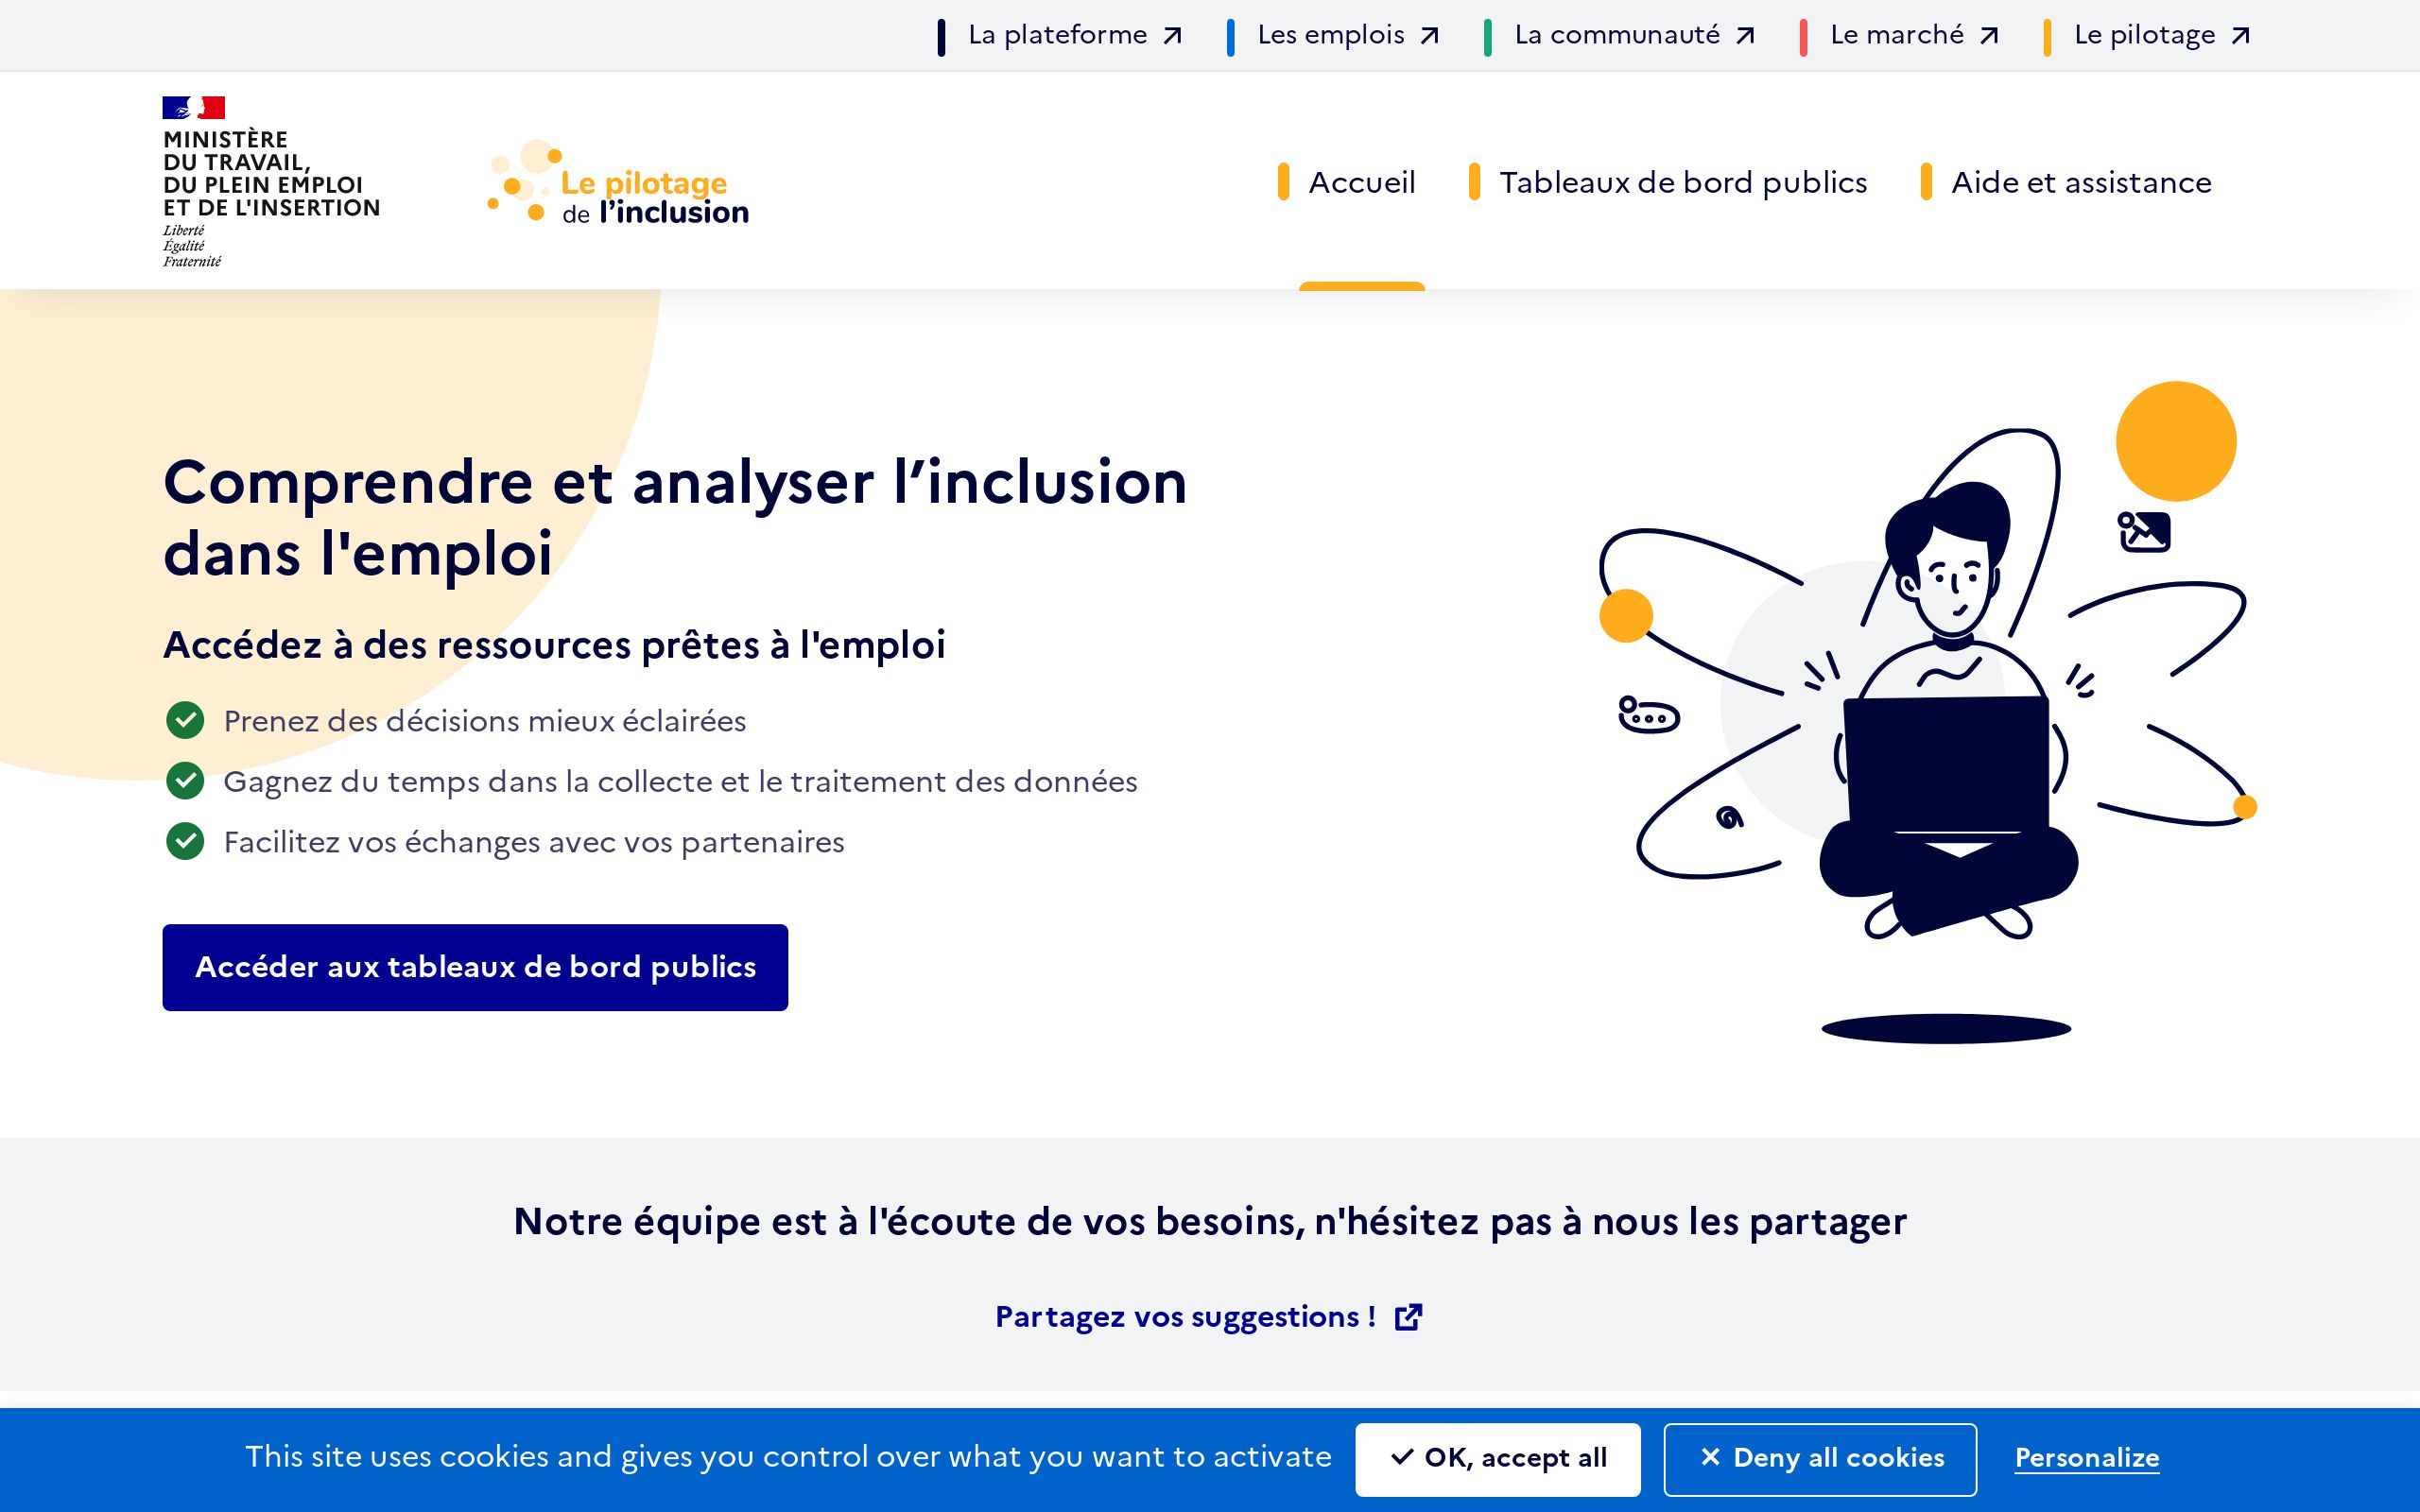 La plateforme
Les emplois
La communauté
Le marché
Le pilotage
MINISTÈRE
DU TRAVAIL,
DU PLEIN EMPLOI
ET DE L'INSERTION
Liberté
Égalité
Fraternité
Le pilotage
de l’inclusion
Accueil
Tableaux de bord publics
Aide et assistance
Comprendre et analyser l’inclusion
dans l'emploi
Accédez à des ressources prêtes à l'emploi
Prenez des décisions mieux éclairées
Gagnez du temps dans la collecte et le traitement des données
Facilitez vos échanges avec vos partenaires
Accéder aux tableaux de bord publics
Notre équipe est à l'écoute de vos besoins, n'hésitez pas à nous les partager
Partagez vos suggestions !
This site uses cookies and gives you control over what you want to activate
OK, accept all
Deny all cookies
Personalize